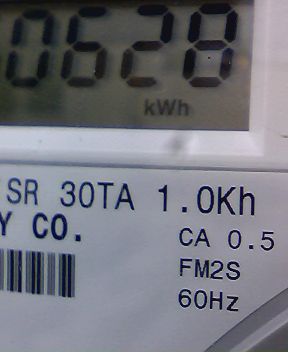 0628
kWh
SR 30TA 1.0Kh
Y CO.
CA 0.5
FM2S
60Hz